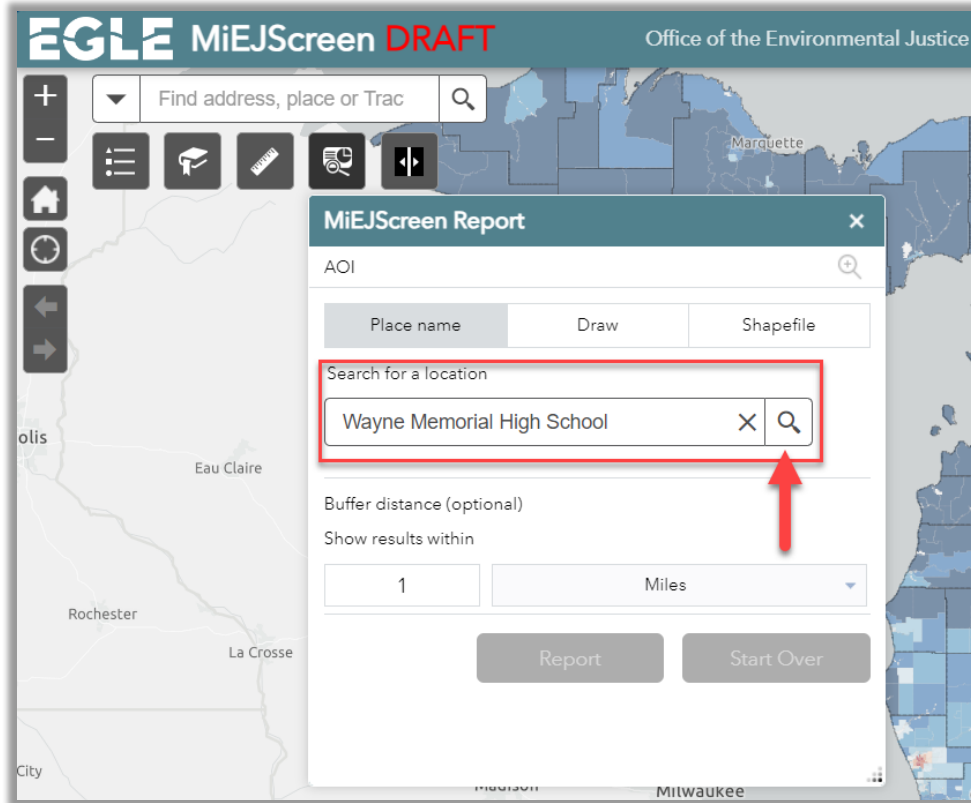 EGLE MiEJScreen DRAFT Office of the Environmental Justice
Find address, place or Trac
Marquette
MiEJScreen Report
AOI
Place name Draw Shapefile
Search for a location
Wayne Memorial High School
olis
Eau Claire
Buffer distance (optional)
Show results within
1 Miles
Rochester
La Crosse
Report Start Over
City
Madison
Milwaukee